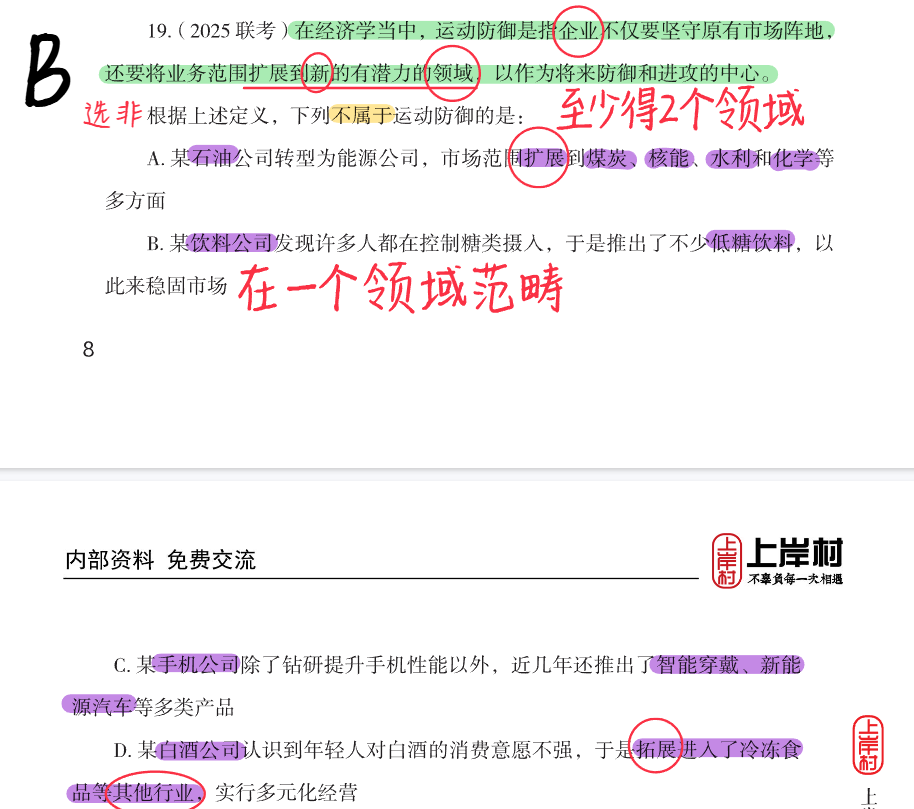 B
19.（2025 联考）在经济学当中，运动防御是指企业不仅要坚守原有市场阵地，
还要将业务范围扩展到新的有潜力的领域，以作为将来防御和进攻的中心。
选非 根据上述定义，下列不属于运动防御的是： 至少得2个领域
A. 某石油公司转型为能源公司，市场范围扩展到煤炭、核能、水利和化学等
多方面
B. 某饮料公司发现许多人都在控制糖类摄入，于是推出了不少低糖饮料，以
此来稳固市场 在一个领域范畴
8
内部资料 免费交流
上岸村 上岸村
不辜负每一次相遇
C. 某手机公司除了钻研提升手机性能以外，近几年还推出了智能穿戴、新能
源汽车等多类产品
D. 某白酒公司认识到年轻人对白酒的消费意愿不强，于是拓展进入了冷冻食
品等其他行业，实行多元化经营
上岸村
上